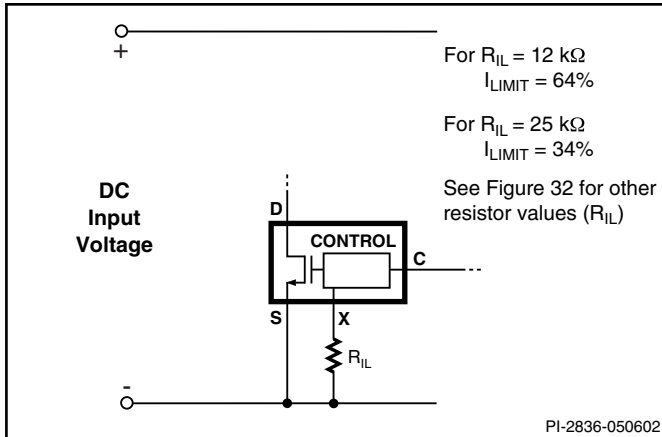 +
For R_IL = 12 kΩ
I_LIMIT = 64%
For R_IL = 25 kΩ
I_LIMIT = 34%
See Figure 32 for other
resistor values (R_IL)
DC
Input
Voltage
D
CONTROL
C
S
X
R_IL
-
PI-2836-050602